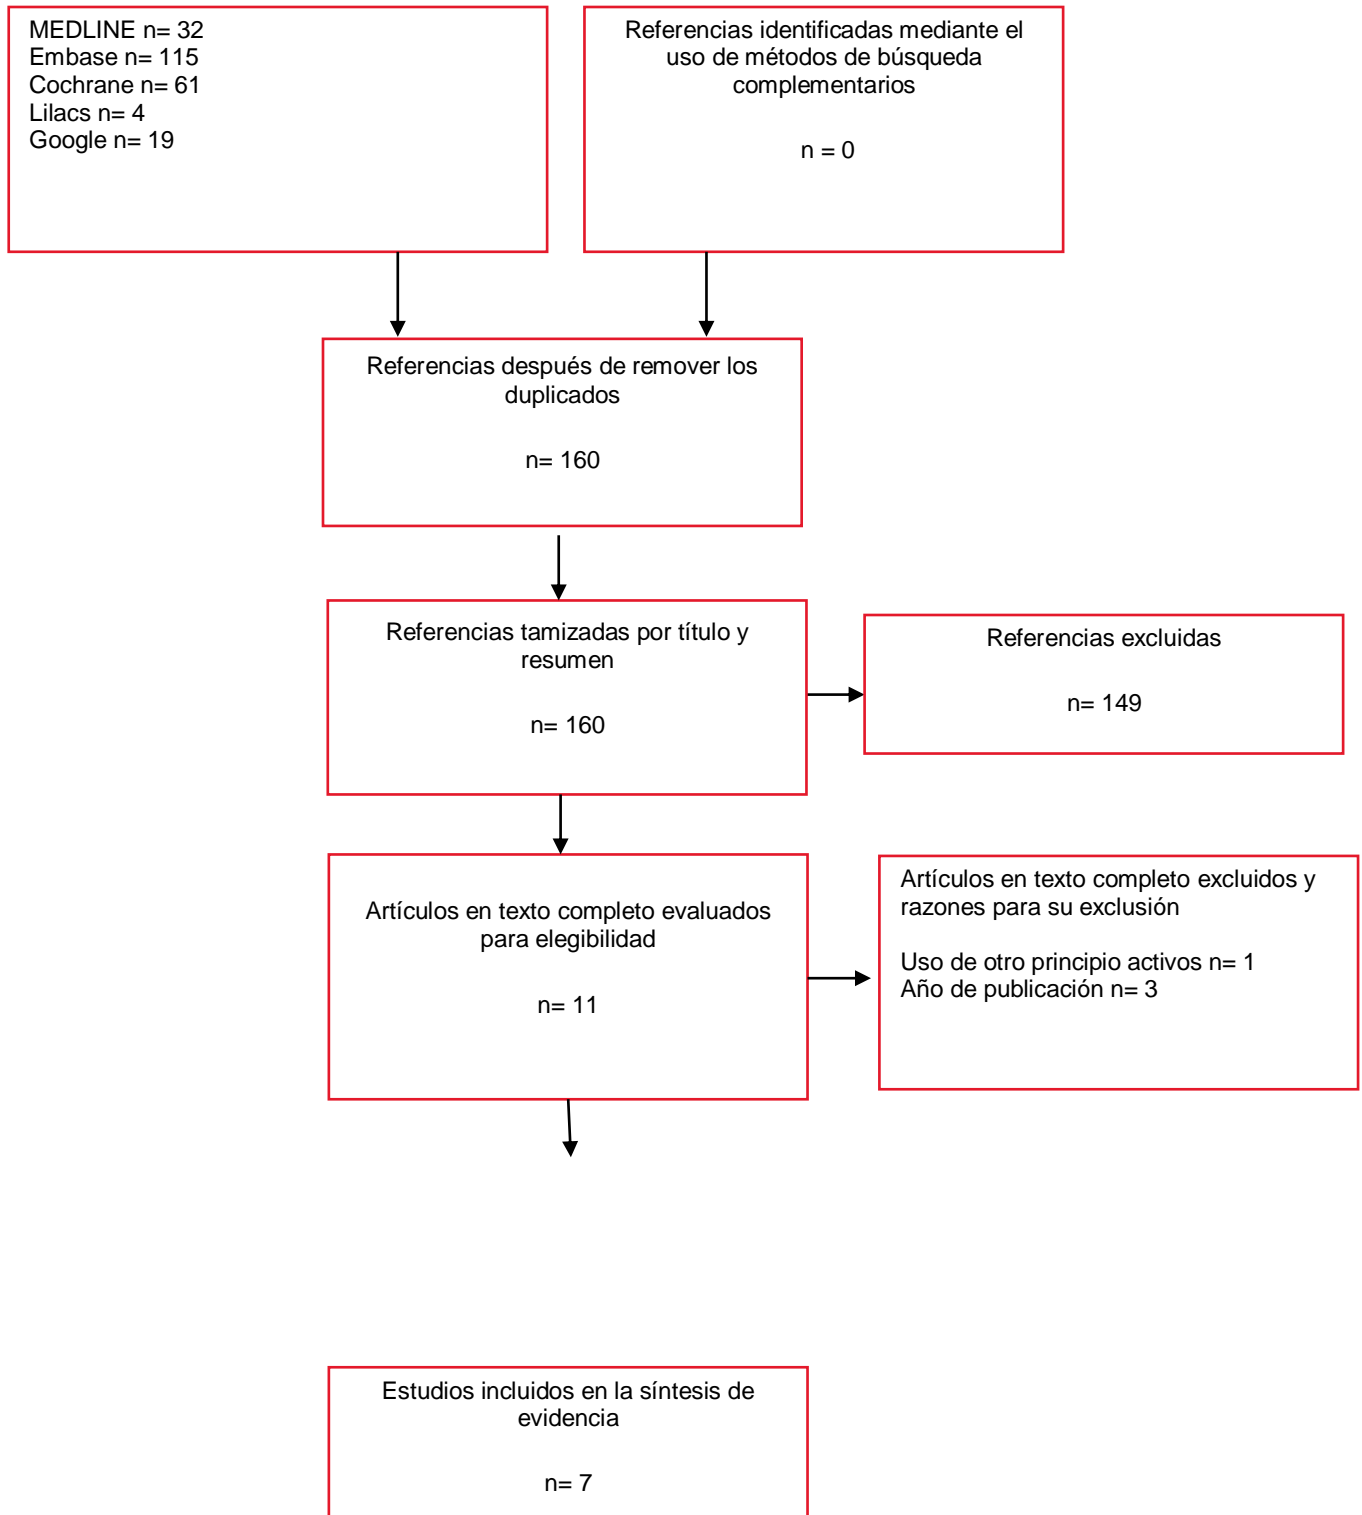 MEDLINE n= 32
Embase n= 115
Cochrane n= 61
Lilacs n= 4
Google n= 19
Referencias identificadas mediante el
uso de métodos de búsqueda
complementarios
n = 0
Referencias después de remover los
duplicados
n= 160
Referencias tamizadas por título y
resumen
n= 160
Referencias excluidas
n= 149
Artículos en texto completo evaluados
para elegibilidad
n= 11
Artículos en texto completo excluidos y
razones para su exclusión
Uso de otro principio activos n= 1
Año de publicación n= 3
Estudios incluidos en la síntesis de
evidencia
n= 7